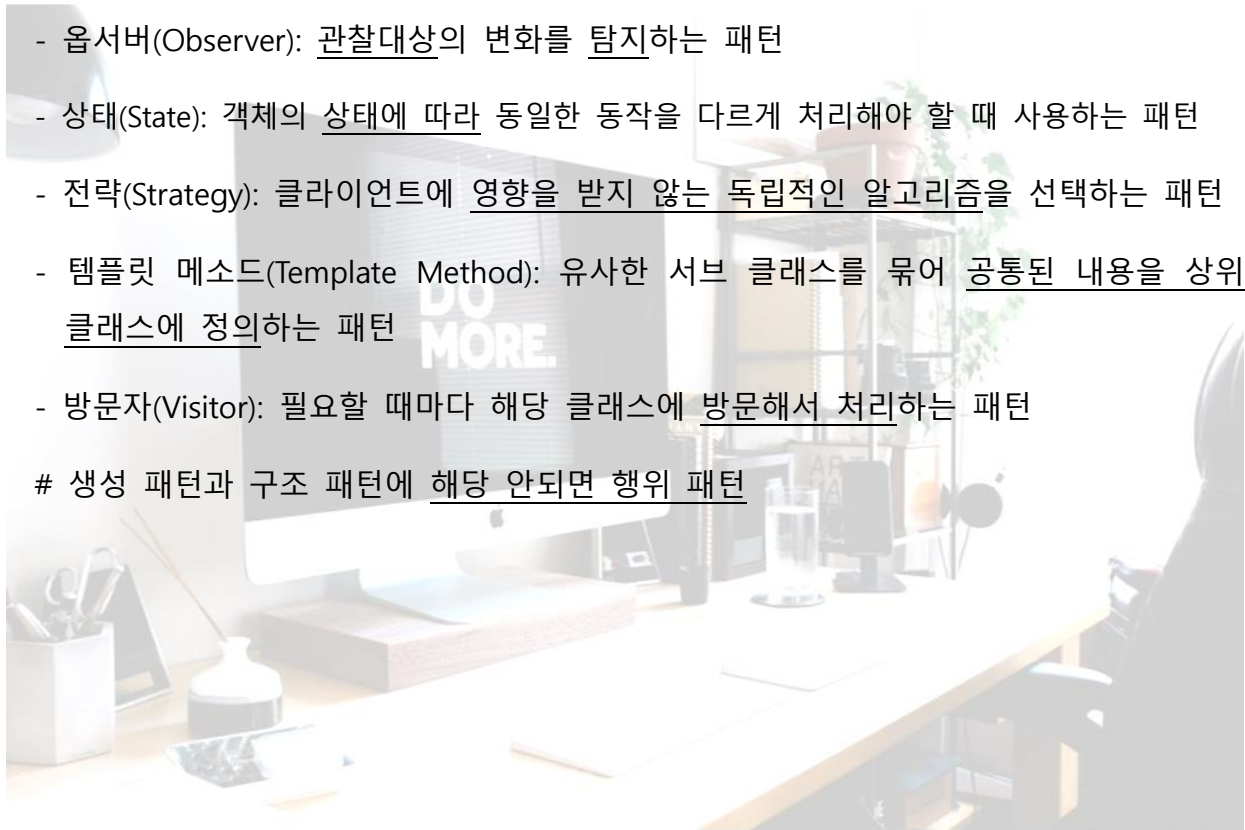 - 옵서버(Observer): 관찰대상의 변화를 탐지하는 패턴
- 상태(State): 객체의 상태에 따라 동일한 동작을 다르게 처리해야 할 때 사용하는 패턴
- 전략(Strategy): 클라이언트에 영향을 받지 않는 독립적인 알고리즘을 선택하는 패턴
- 템플릿 메소드(Template Method): 유사한 서브 클래스를 묶어 공통된 내용을 상위
클래스에 정의하는 패턴
DO
MORE.
- 방문자(Visitor): 필요할 때마다 해당 클래스에 방문해서 처리하는 패턴
# 생성 패턴과 구조 패턴에 해당 안되면 행위 패턴